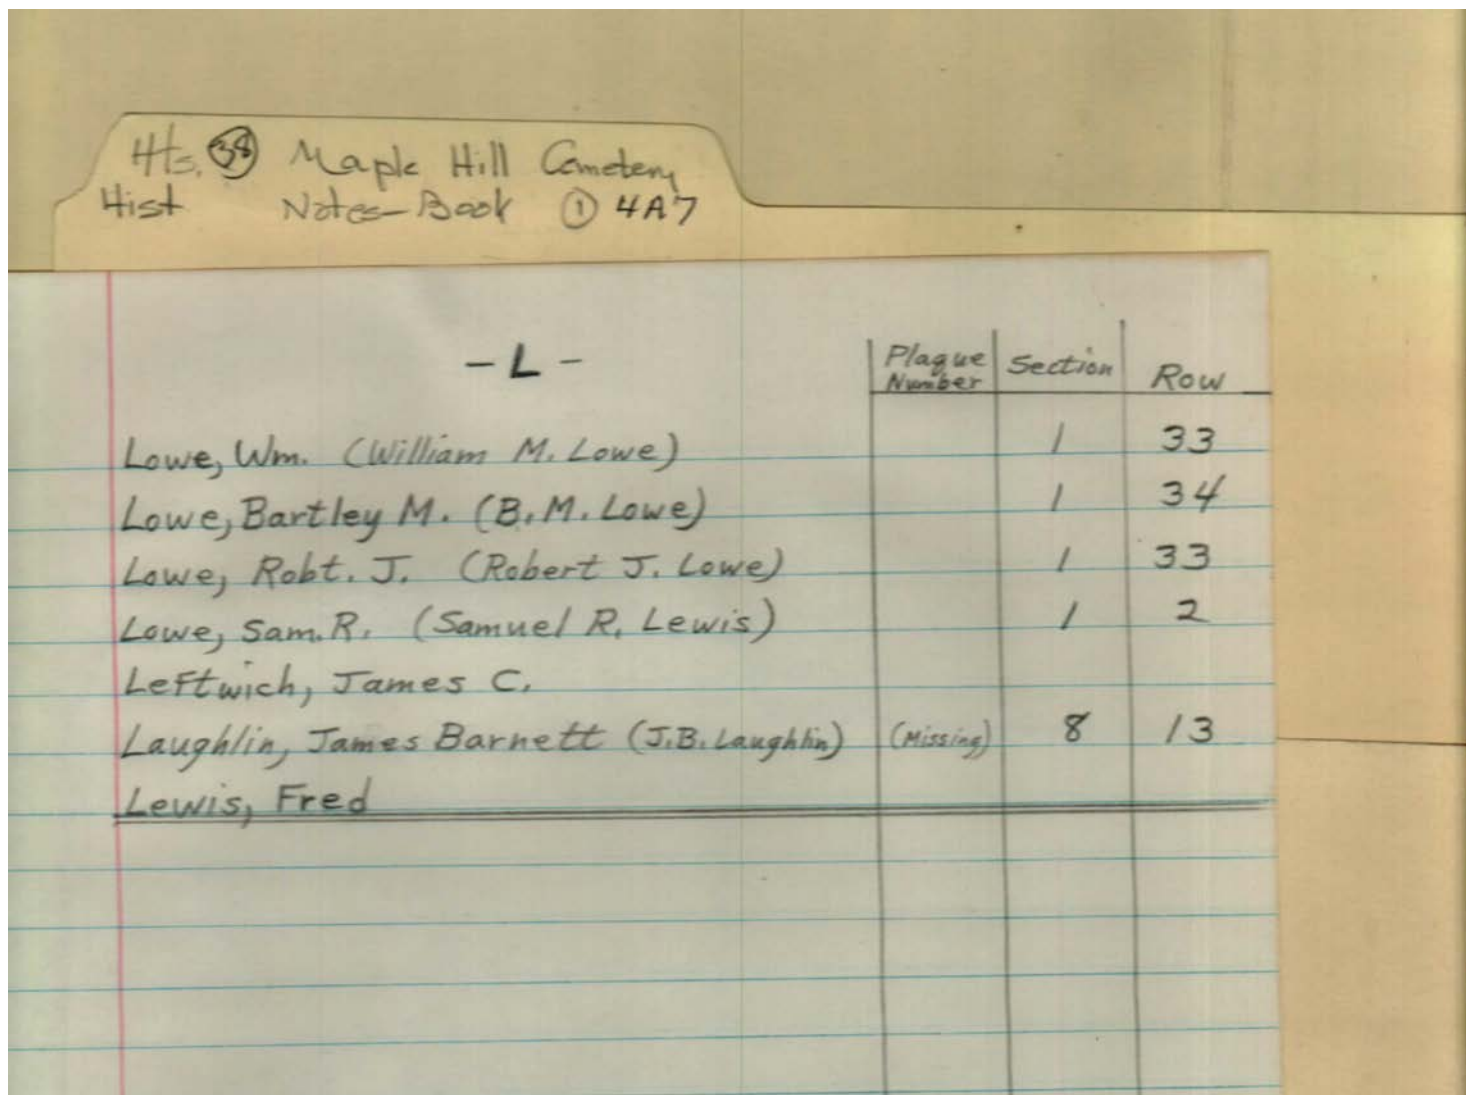 Hts. 38 Maple Hill Cemetery
Hist Notes-Book 1 4A7
- L - Plaque Number Section Row
Lowe, Wm. (William M. Lowe) 1 33
Lowe, Bartley M. (B. M. Lowe) 1 34
Lowe, Robt. J. (Robert J. Lowe) 1 33
Lowe, Sam. R. (Samuel R. Lewis) 1 2
Leftwich, James C.
Laughlin, James Barnett (J.B. Laughlin) (Missing) 8 13
Lewis, Fred